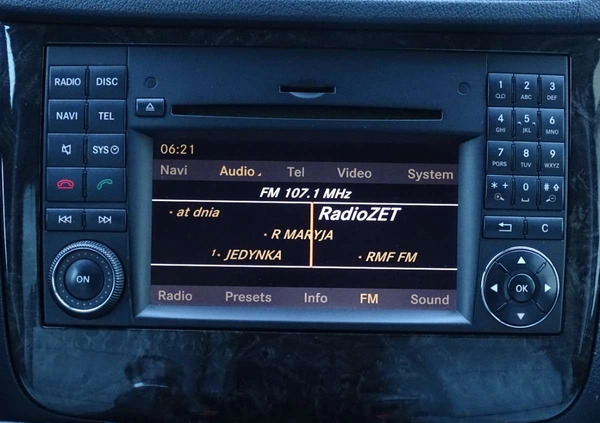 RADIO DISC
NAVI TEL
SYS
ON
06:21
Navi Audio Tel Video System
FM 107.1 MHz
at dnia RadioZET
R MARYJA
1 JEDYNKA RMF FM
Radio Presets Info FM Sound
1 2 ABC 3 DEF
4 GHI 5 JKL 6 MNO
7 PQRS 8 TUV 9 WXYZ
* + 0 #
C
OK